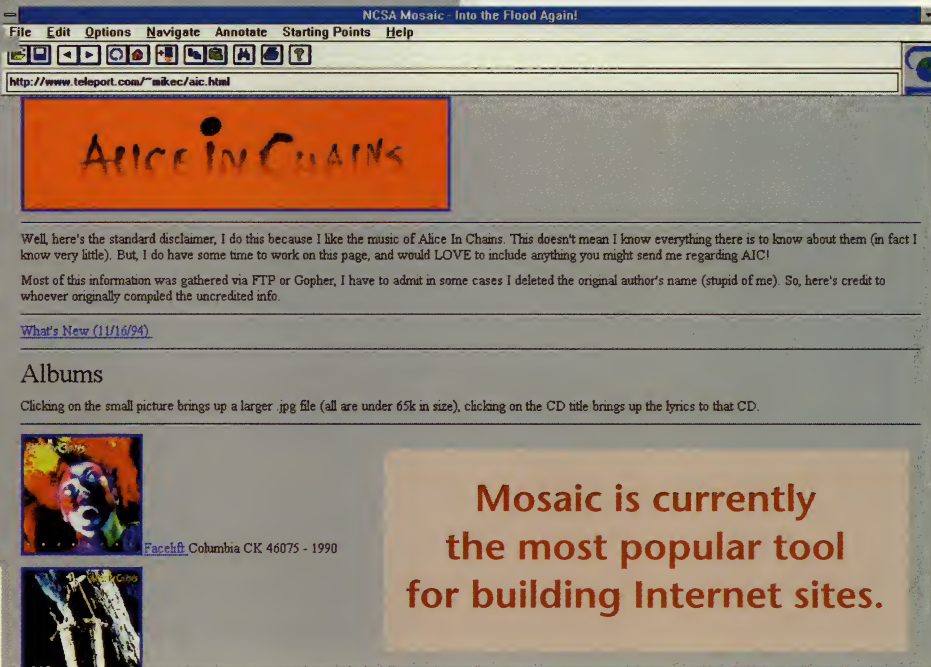 NCSA Mosaic - Into the Flood Again!
File Edit Options Navigate Annotate Starting Points Help
http://www.teleport.com/~mikec/aic.html
ALICE IN CHAINS
Well, here's the standard disclaimer, I do this because I like the music of Alice In Chains. This doesn't mean I know everything there is to know about them (in fact I
know very little). But, I do have some time to work on this page, and would LOVE to include anything you might send me regarding AIC!
Most of this information was gathered via FTP or Gopher, I have to admit in some cases I deleted the original author's name (stupid of me). So, here's credit to
whoever originally compiled the uncredited info.
What's New (11/16/94)
Albums
Clicking on the small picture brings up a larger .jpg file (all are under 65k in size), clicking on the CD title brings up the lyrics to that CD.
Facelift Columbia CK 46075 - 1990
Mosaic is currently
the most popular tool
for building Internet sites.